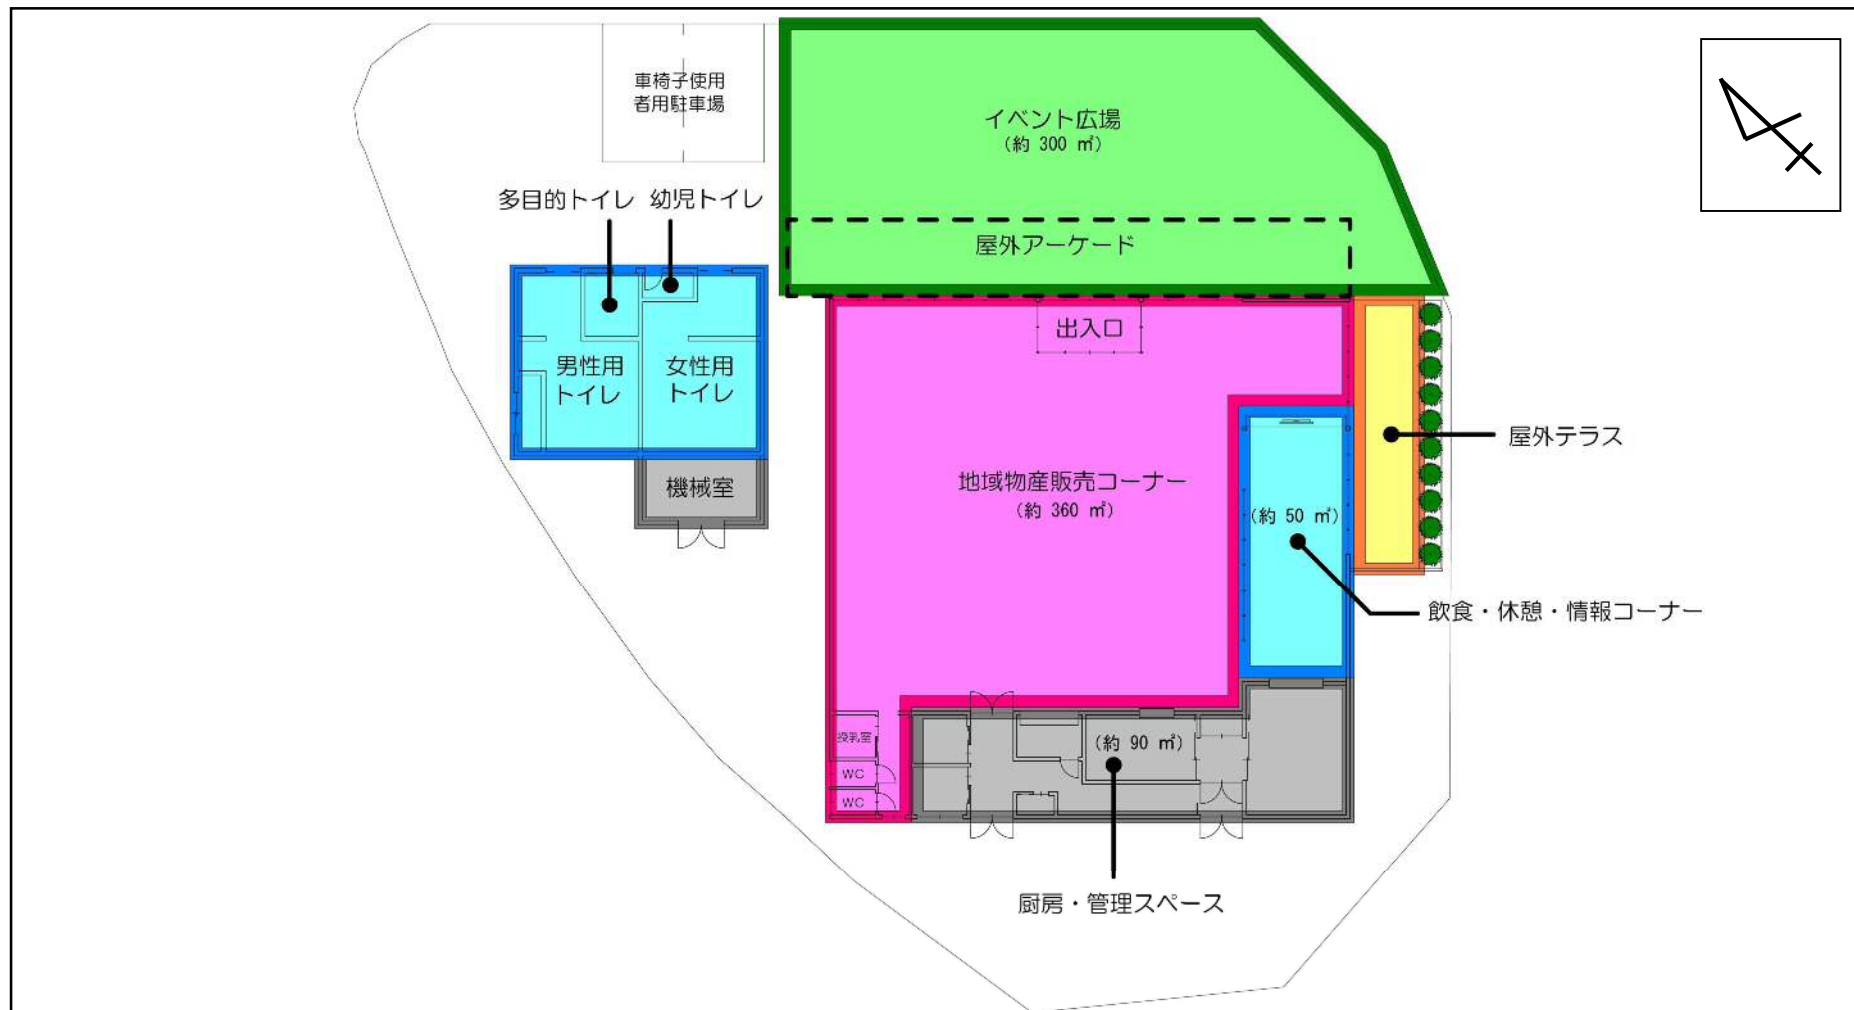 車椅子使用
者用駐車場
イベント広場
(約 300 ㎡)
多目的トイレ
幼児トイレ
屋外アーケード
出入口
男性用
トイレ
女性用
トイレ
機械室
屋外テラス
地域物産販売コーナー
(約 360 ㎡)
(約 50 ㎡)
飲食・休憩・情報コーナー
授乳室
WC
WC
(約 90 ㎡)
厨房・管理スペース